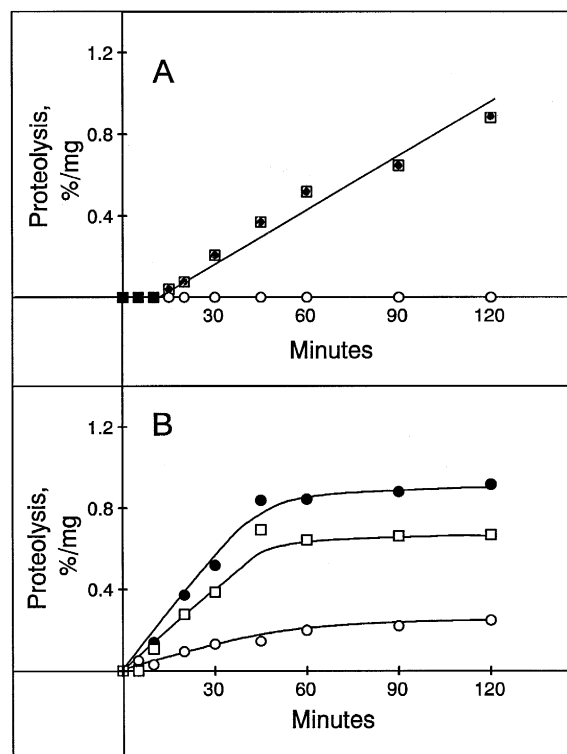 A
Proteolysis,
%/mg
1.2
0.8
0.4
30
60
90
120
Minutes
B
Proteolysis,
%/mg
1.2
0.8
0.4
30
60
90
120
Minutes